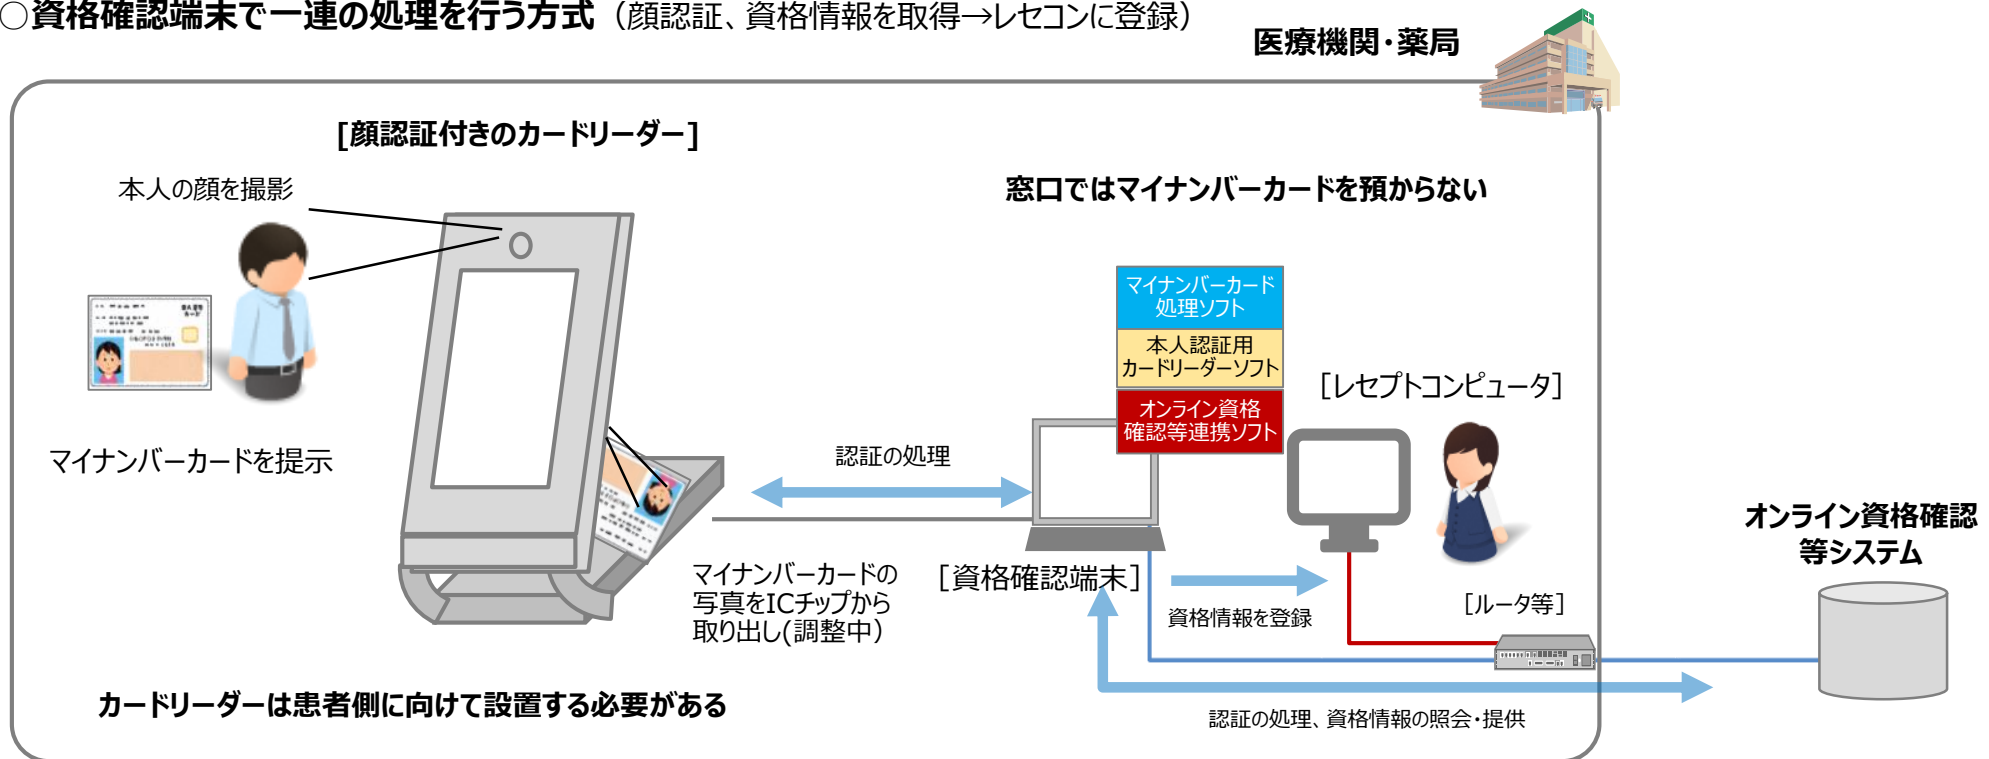 ○資格確認端末で一連の処理を行う方式（顔認証、資格情報を取得→レセコンに登録）
医療機関・薬局
[顔認証付きのカードリーダー]
本人の顔を撮影
窓口ではマイナンバーカードを預からない
マイナンバーカード
処理ソフト
本人認証用
カードリーダーソフト
オンライン資格
確認等連携ソフト
［レセプトコンピュータ］
マイナンバーカードを提示
認証の処理
オンライン資格確認
等システム
マイナンバーカードの
写真をICチップから
取り出し(調整中）
［資格確認端末］
資格情報を登録
［ルータ等］
カードリーダーは患者側に向けて設置する必要がある
認証の処理、資格情報の照会・提供